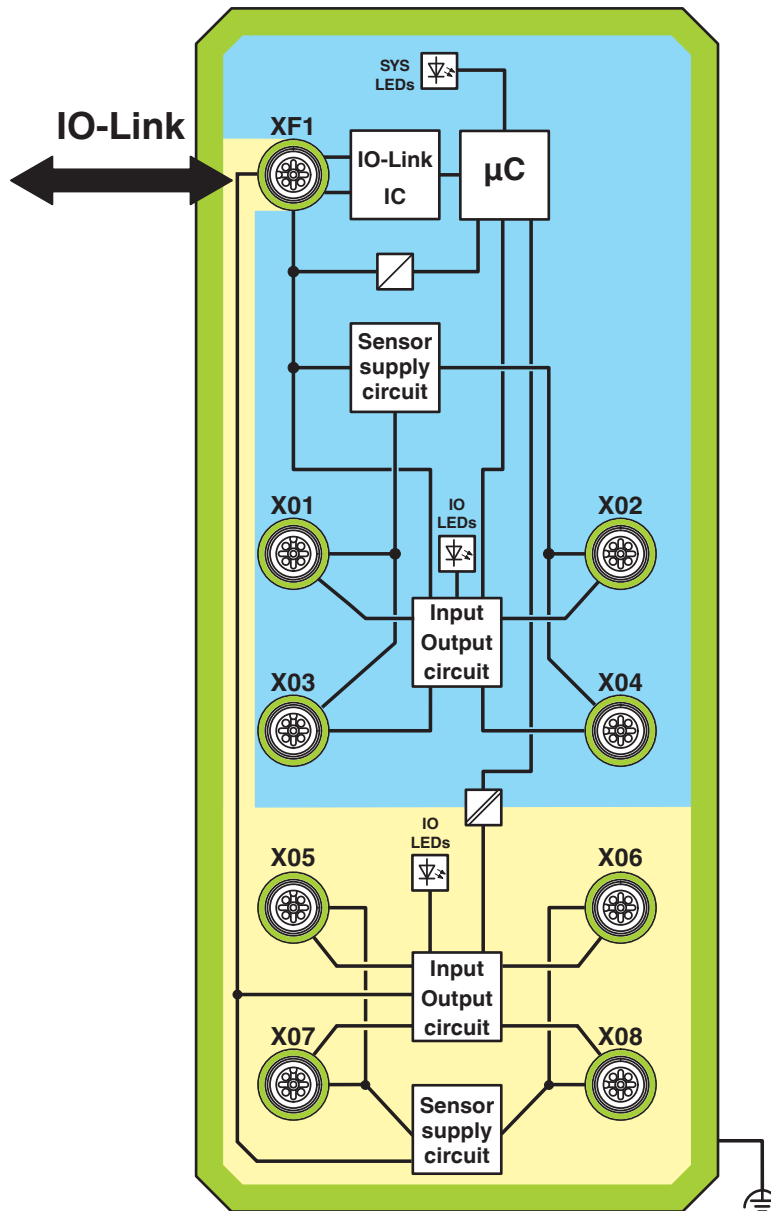 SYS
LEDs
IO-Link
XF1
IO-Link
IC
µC
Sensor
supply
circuit
X01
IO
LEDs
X02
Input
Output
circuit
X03
X04
IO
LEDs
X05
X06
Input
Output
circuit
X07
X08
Sensor
supply
circuit